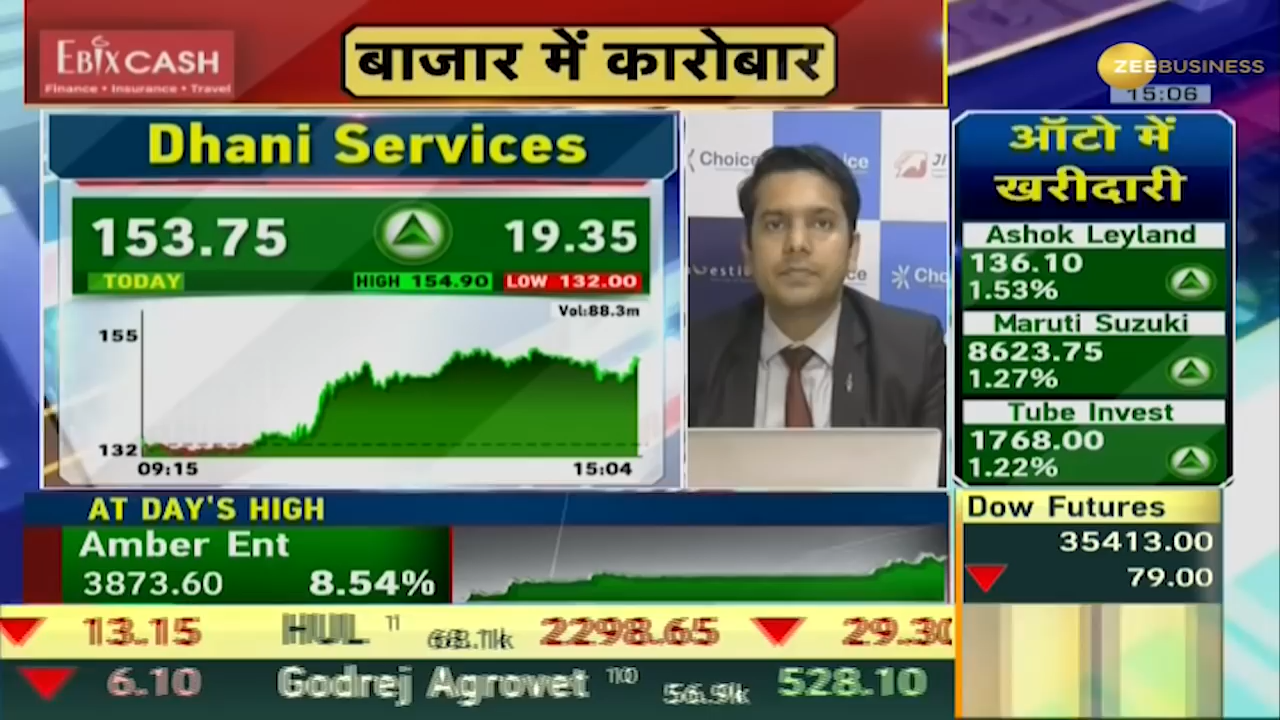 EbixCASH
Finance • Insurance • Travel
बाजार में कारोबार
ZEEBUSINESS
15:06
Dhani Services
153.75
19.35
TODAY
HIGH 154.90
LOW 132.00
Vol:88.3m
155
132
09:15
15:04
Choice
ऑटो में
खरीदारी
Ashok Leyland
136.10
1.53%
Maruti Suzuki
8623.75
1.27%
Tube Invest
1768.00
1.22%
AT DAY'S HIGH
Amber Ent
3873.60
8.54%
Dow Futures
35413.00
79.00
13.15 HUL 2298.65 29.30
6.10 Godrej Agrovet 56.9k 528.10